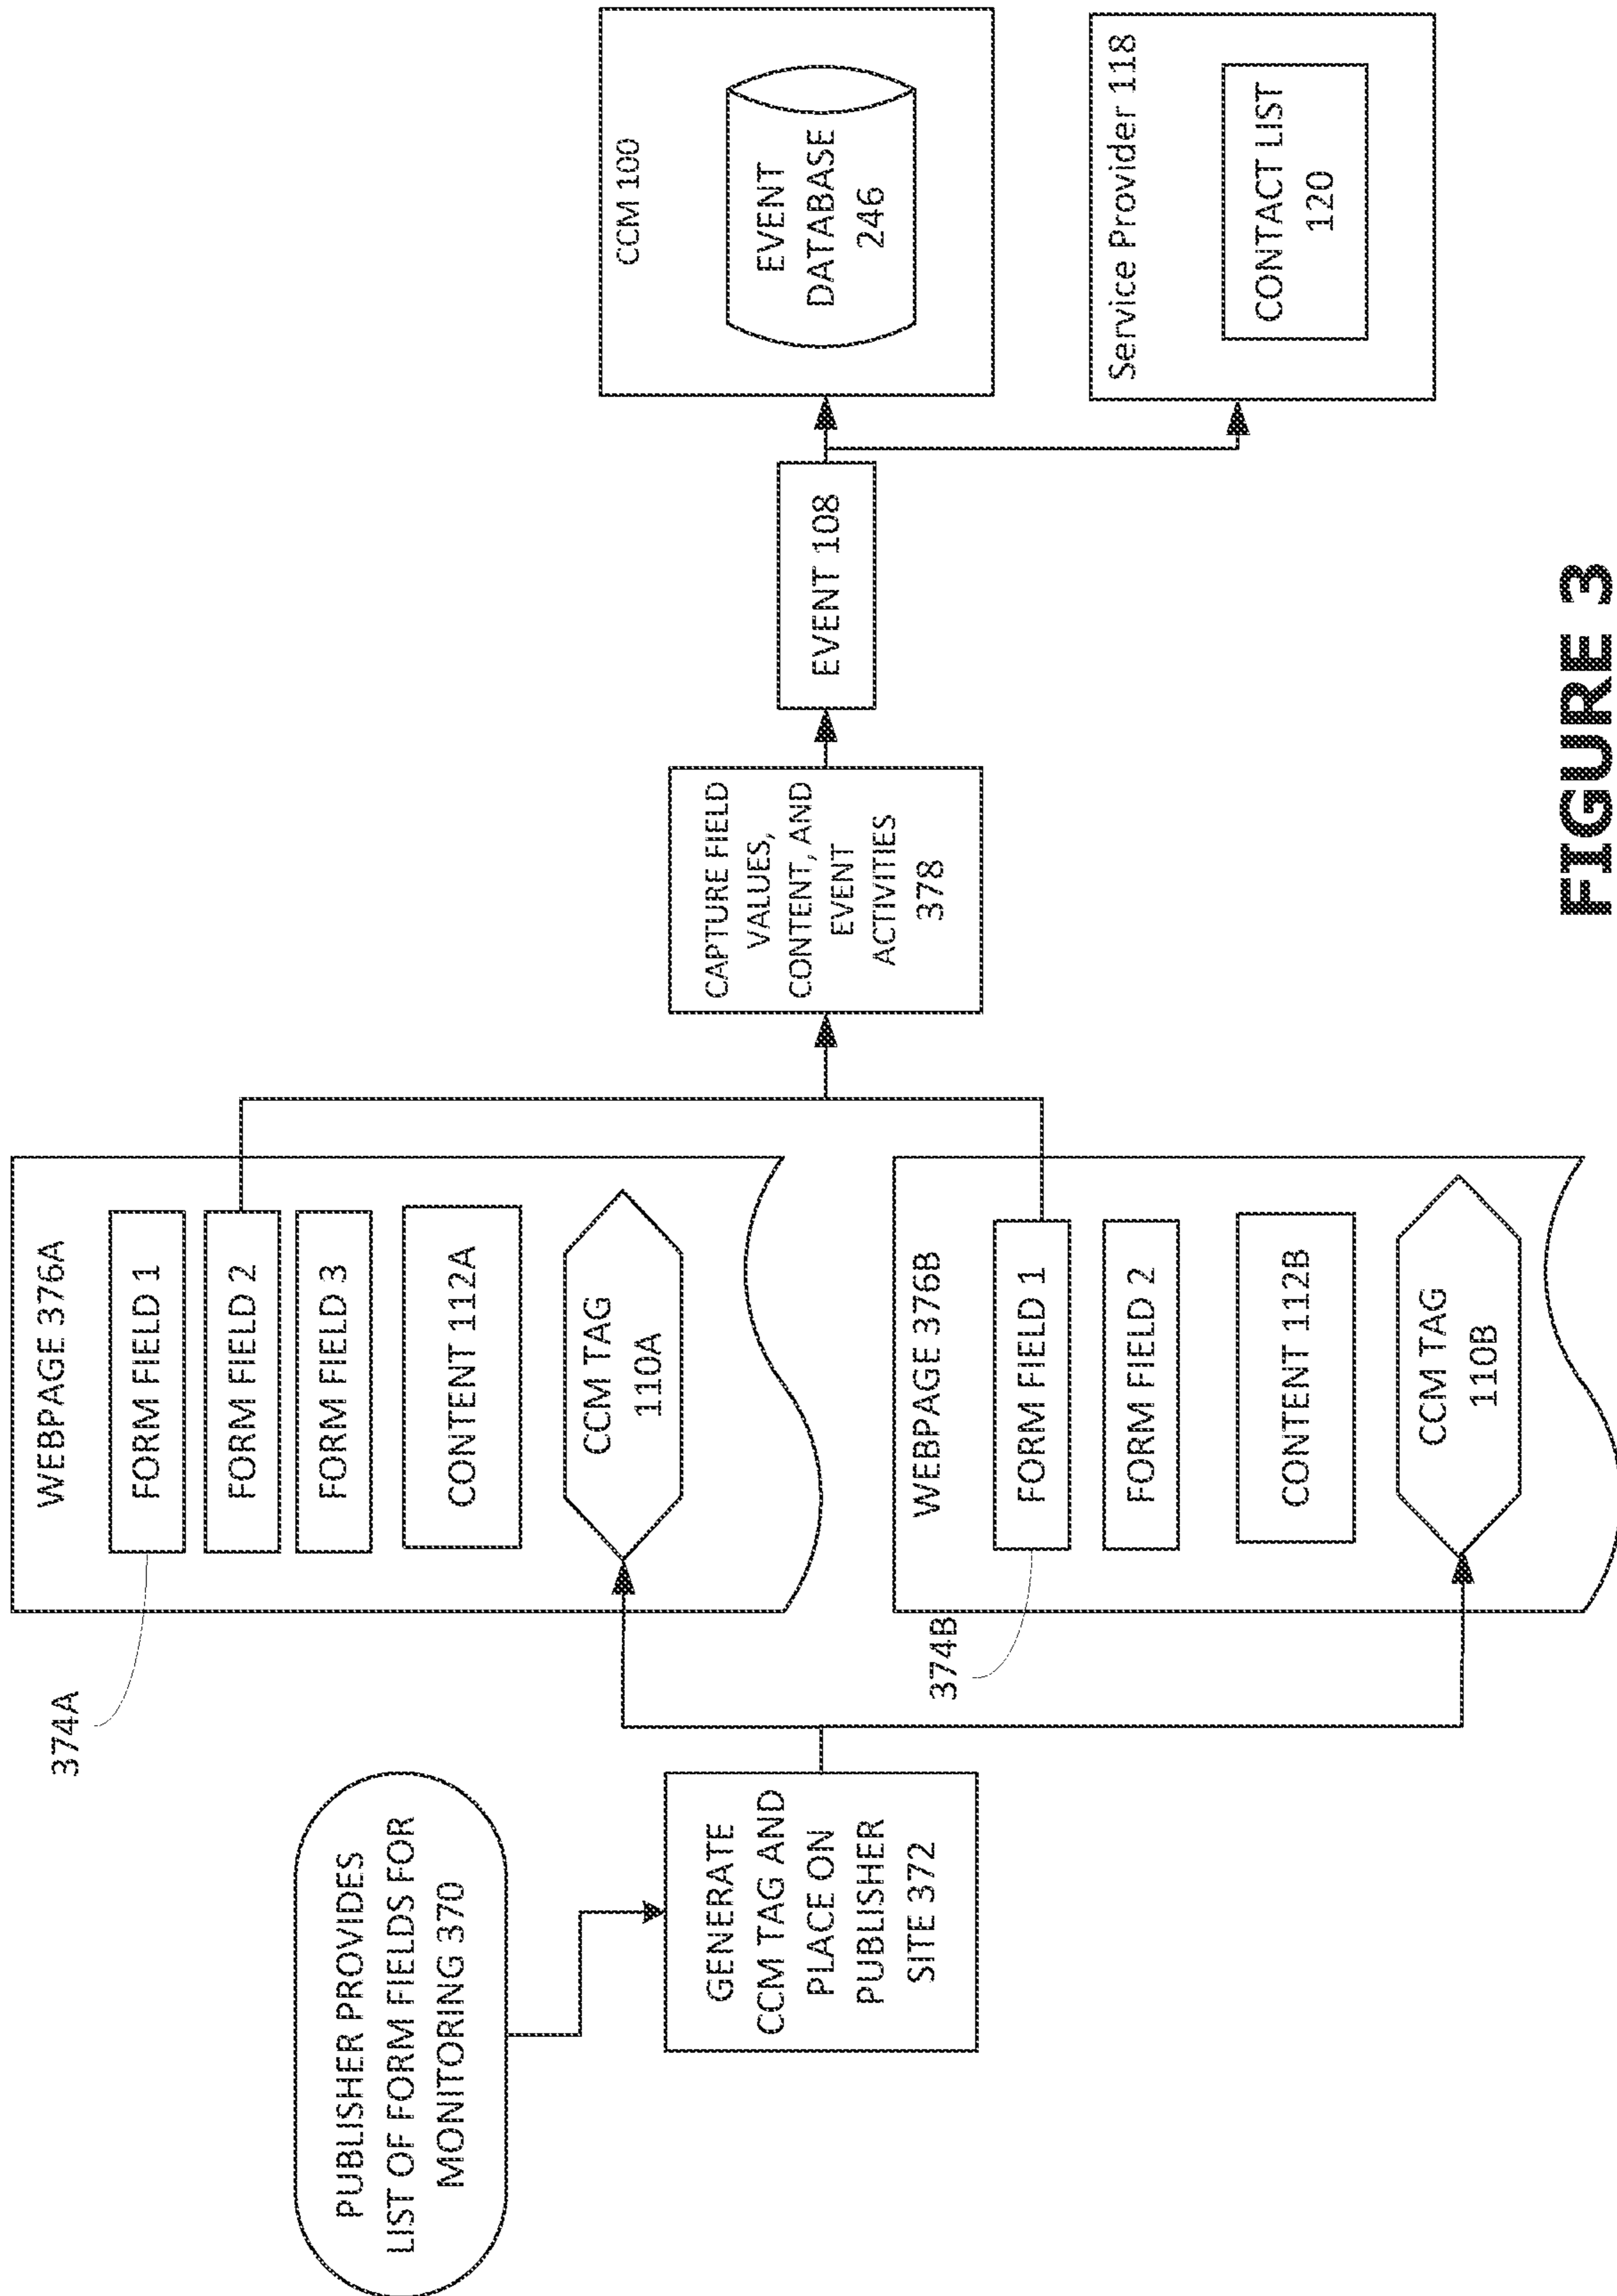 PUBLISHER PROVIDES
LIST OF FORM FIELDS FOR
MONITORING 370
GENERATE
CCM TAG AND
PLACE ON
PUBLISHER
SITE 372
374A
WEBPAGE 376A
FORM FIELD 1
FORM FIELD 2
FORM FIELD 3
CONTENT 112A
CCM TAG
110A
374B
WEBPAGE 376B
FORM FIELD 1
FORM FIELD 2
CONTENT 112B
CCM TAG
110B
CAPTURE FIELD
VALUES,
CONTENT, AND
EVENT
ACTIVITIES
378
EVENT 108
CCM 100
EVENT
DATABASE
246
Service Provider 118
CONTACT LIST
120
FIGURE 3